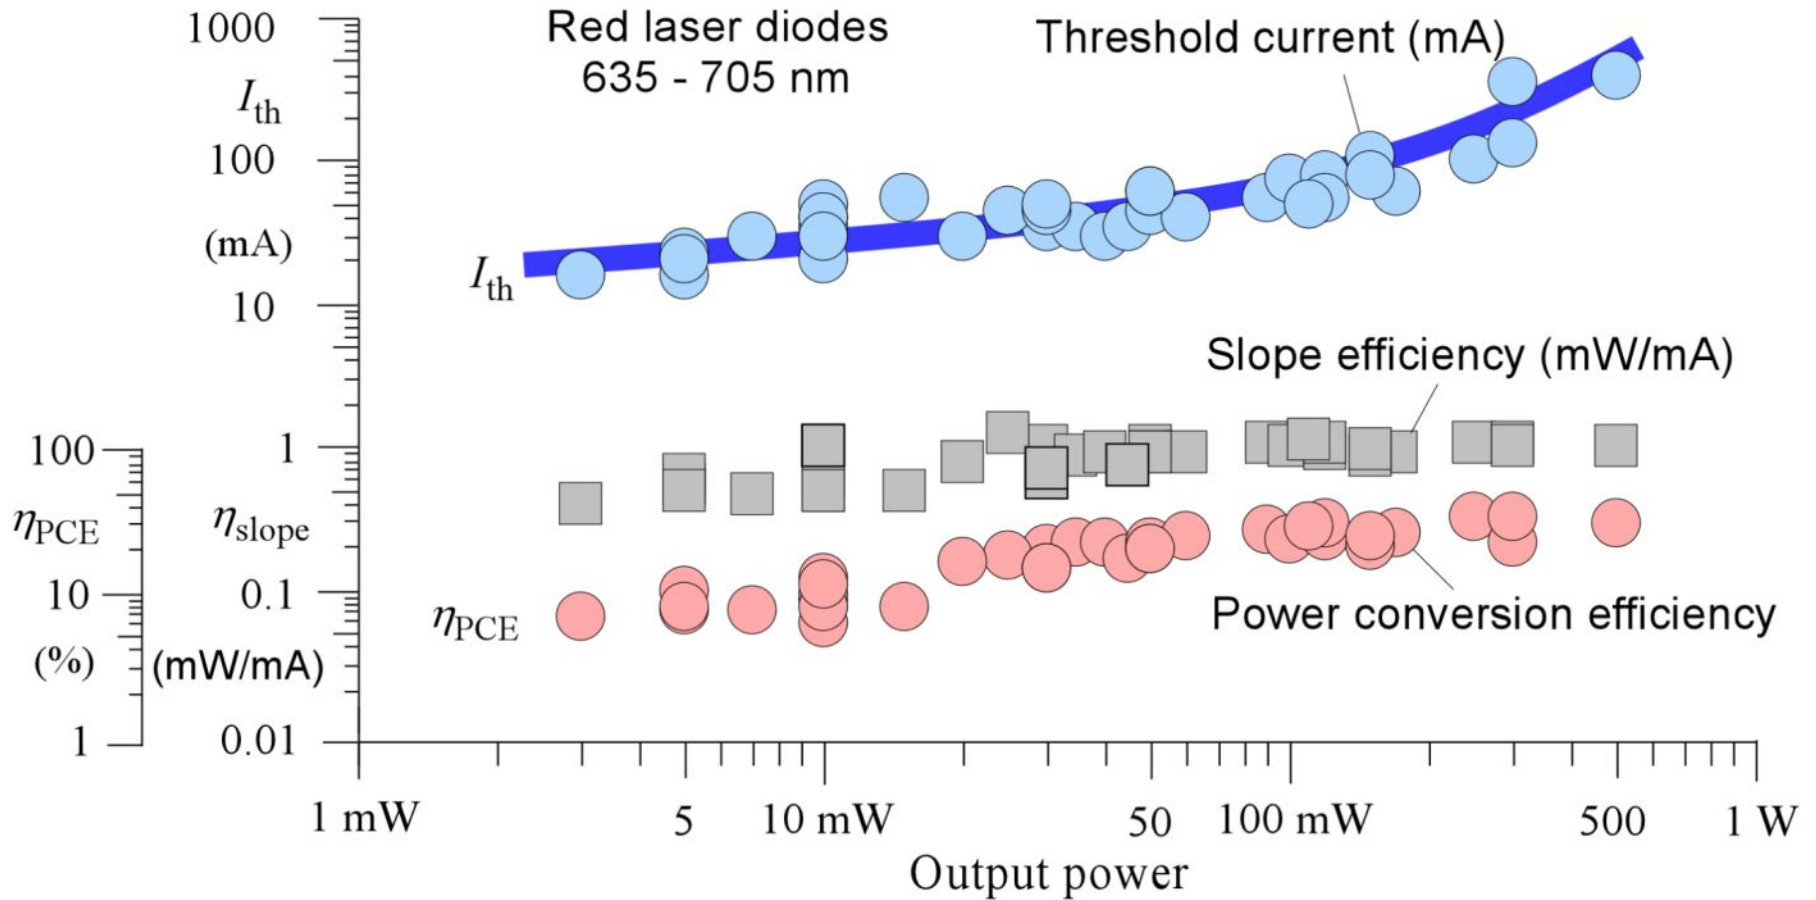 1000
Red laser diodes
635 - 705 nm
Threshold current (mA)
Ith
100
(mA)
Ith
10
Slope efficiency (mW/mA)
100
1
ηPCE
ηslope
10
0.1
ηPCE
Power conversion efficiency
(%)
(mW/mA)
1
0.01
1 mW
5
10 mW
50
100 mW
500
1 W
Output power